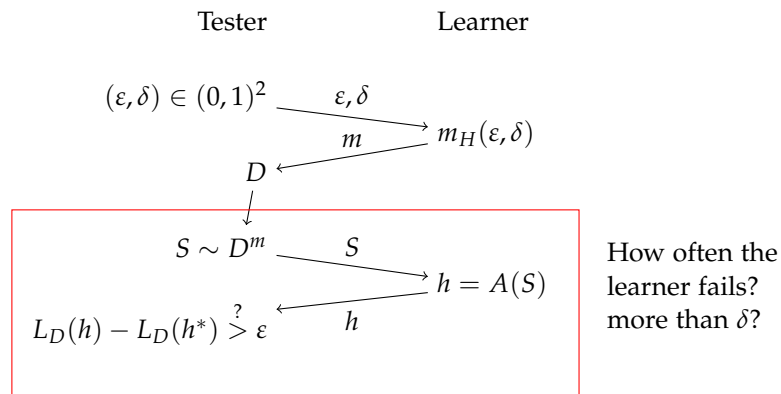 Tester Learner
(ε, δ) ∈ (0, 1)² ε, δ
m_H(ε, δ)
m
D
S ∼ D^m S
h = A(S)
L_D(h) − L_D(h*) >? ε h
How often the
learner fails?
more than δ?